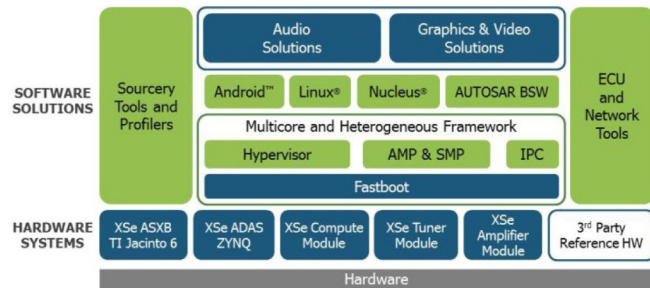 SOFTWARE
SOLUTIONS
Sourcery
Tools and
Profilers
Audio
Solutions
Graphics & Video
Solutions
Android™
Linux®
Nucleus®
AUTOSAR BSW
Multicore and Heterogeneous Framework
Hypervisor
AMP & SMP
IPC
Fastboot
ECU
and
Network
Tools
HARDWARE
SYSTEMS
XSe ASXB
TI Jacinto 6
XSe ADAS
ZYNQ
XSe Compute
Module
XSe Tuner
Module
XSe
Amplifier
Module
3rd Party
Reference HW
Hardware